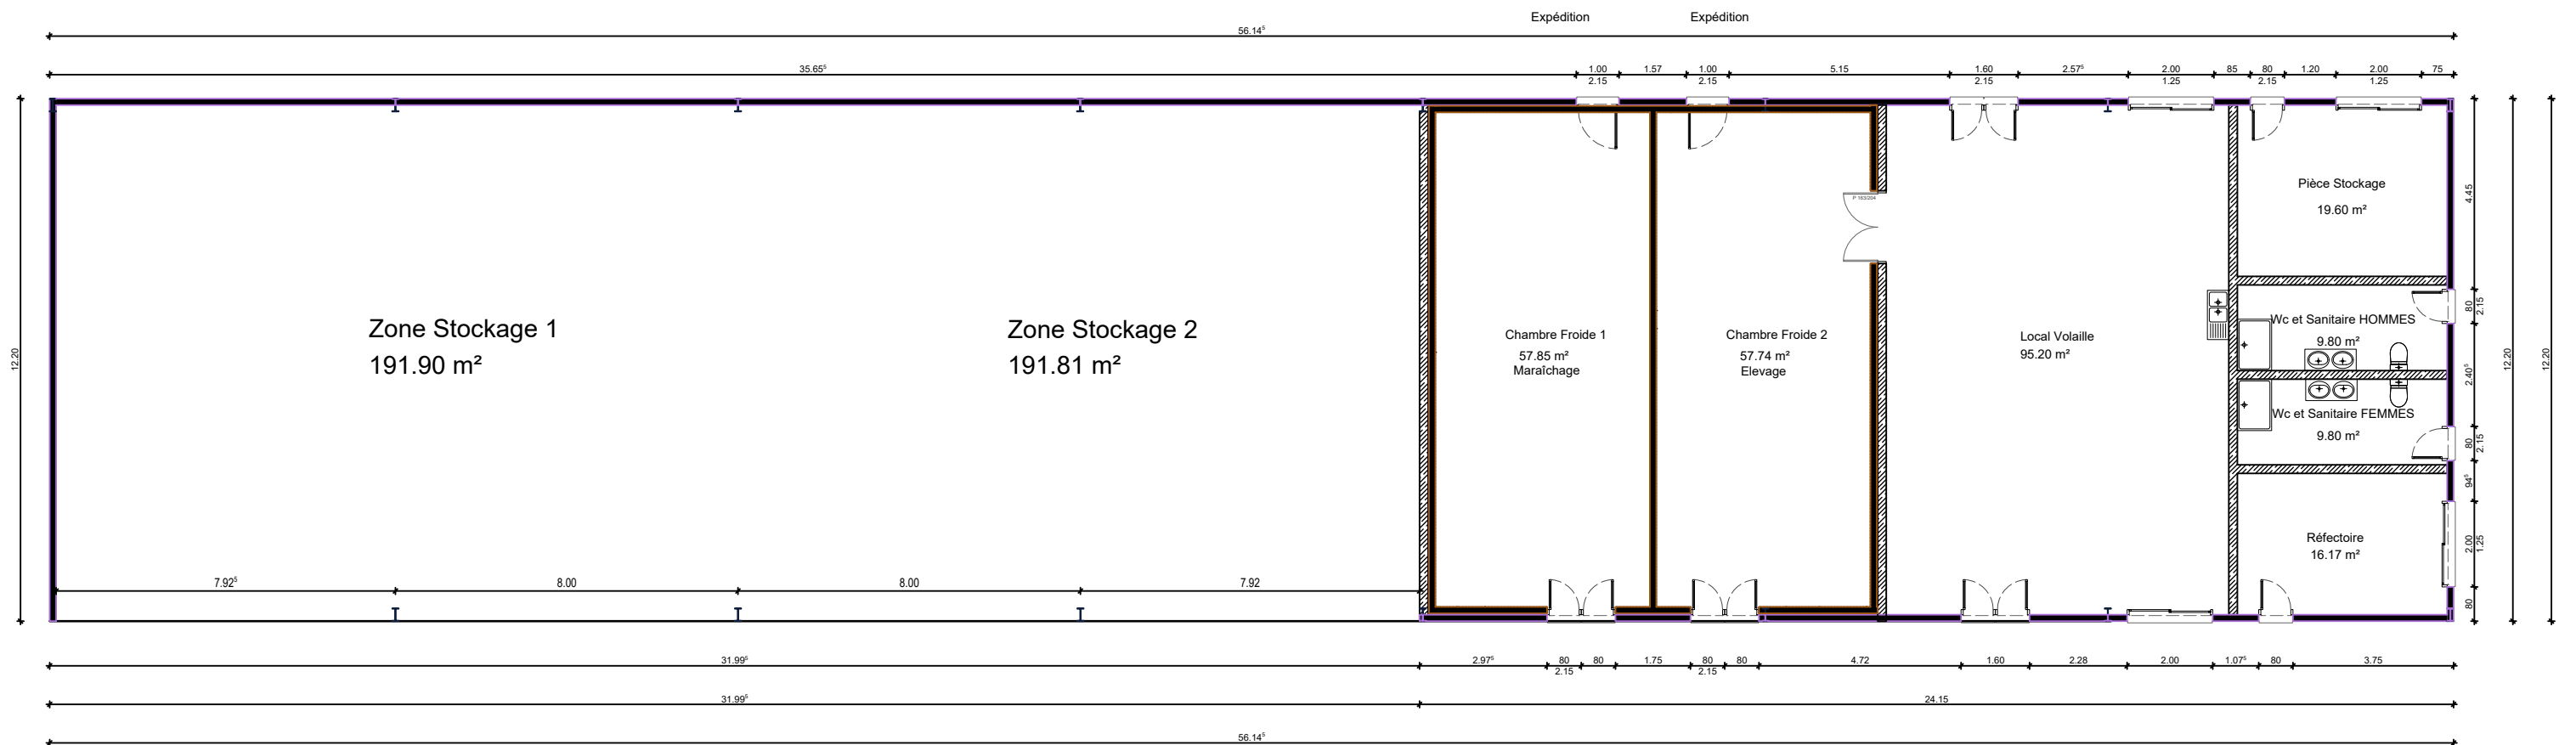 Expédition Expédition
56.14⁵
35.65⁵ 1.00 1.57 1.00 5.15 1.60 2.57⁵ 2.00 85 80 1.20 2.00 75
2.15 2.15 2.15 1.25 2.15 1.25
P 163/204
Pièce Stockage
19.60 m²
4.45
80
2.15
Zone Stockage 1
191.90 m²
Zone Stockage 2
191.81 m²
Chambre Froide 1
57.85 m²
Maraîchage
Chambre Froide 2
57.74 m²
Elevage
Local Volaille
95.20 m²
Wc et Sanitaire HOMMES
9.80 m²
12.20
2.40⁵
12.20
12.20
Wc et Sanitaire FEMMES
9.80 m²
80
2.15
94⁵
Réfectoire
16.17 m²
2.00
1.25
80
7.92⁵ 8.00 8.00 7.92
31.99⁵ 2.97⁵ 80 80 1.75 80 80 4.72 1.60 2.28 2.00 1.07⁵ 80 3.75
2.15 2.15
31.99⁵ 24.15
56.14⁵